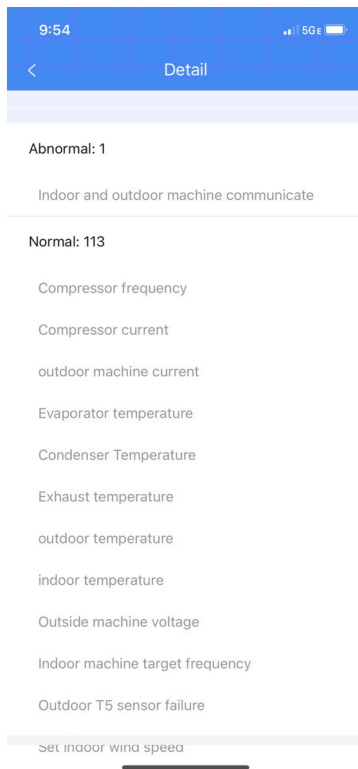 9:54
5GE
Detail
Abnormal: 1
Indoor and outdoor machine communicate
Normal: 113
Compressor frequency
Compressor current
outdoor machine current
Evaporator temperature
Condenser Temperature
Exhaust temperature
outdoor temperature
indoor temperature
Outside machine voltage
Indoor machine target frequency
Outdoor T5 sensor failure
Set indoor wind speed